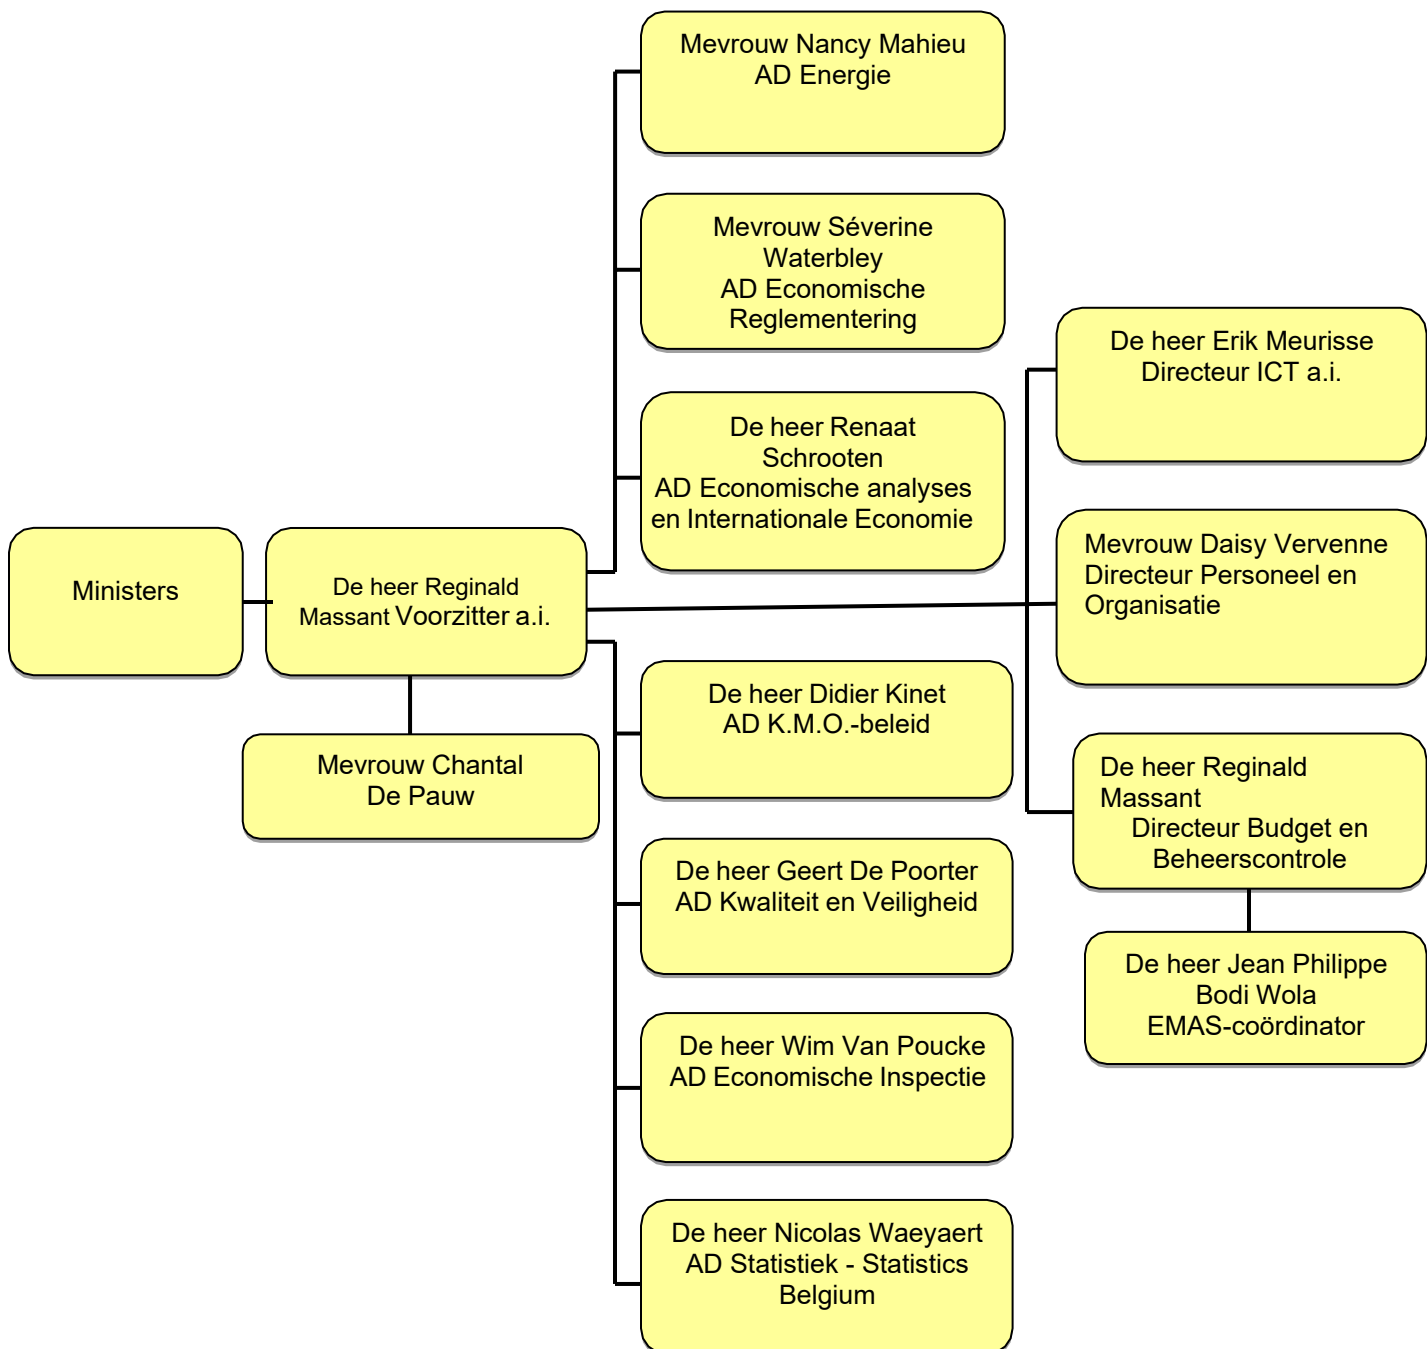 Mevrouw Nancy Mahieu
AD Energie
Mevrouw Séverine
Waterbley
AD Economische
Reglementering
De heer Renaat
Schrooten
AD Economische analyses
en Internationale Economie
Ministers
De heer Reginald
Massant Voorzitter a.i.
Mevrouw Chantal
De Pauw
De heer Didier Kinet
AD K.M.O.-beleid
De heer Geert De Poorter
AD Kwaliteit en Veiligheid
De heer Wim Van Poucke
AD Economische Inspectie
De heer Nicolas Waeyaert
AD Statistiek - Statistics
Belgium
De heer Erik Meurisse
Directeur ICT a.i.
Mevrouw Daisy Vervenne
Directeur Personeel en
Organisatie
De heer Reginald
Massant
Directeur Budget en
Beheerscontrole
De heer Jean Philippe
Bodi Wola
EMAS-coördinator